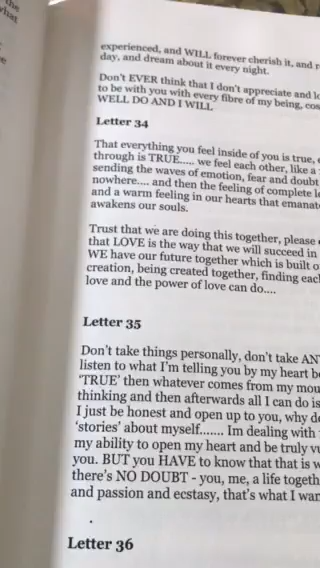 the
what
experienced, and WILL forever cherish it, and
day, and dream about it every night.
Don't EVER think that I don't appreciate and
to be with you with every fibre of my being,
WELL DO AND I WILL
Letter 34
That everything you feel inside of you is true,
through is TRUE..... we feel each other, like a
sending the waves of emotion, fear and doubt
nowhere.... and then the feeling of complete
and a warm feeling in our hearts that
awakens our souls.
Trust that we are doing this together, please
that LOVE is the way that we will succeed in
WE have our future together which is built
creation, being created together, finding
love and the power of love can do....
Letter 35
Don't take things personally, don't take
listen to what I'm telling you by my heart
'TRUE' then whatever comes from my
thinking and then afterwards all I can do is
I just be honest and open up to you, why
'stories' about myself....... Im dealing with
my ability to open my heart and be truly
you. BUT you HAVE to know that that is
there's NO DOUBT - you, me, a life
and passion and ecstasy, that's what I
.
Letter 36